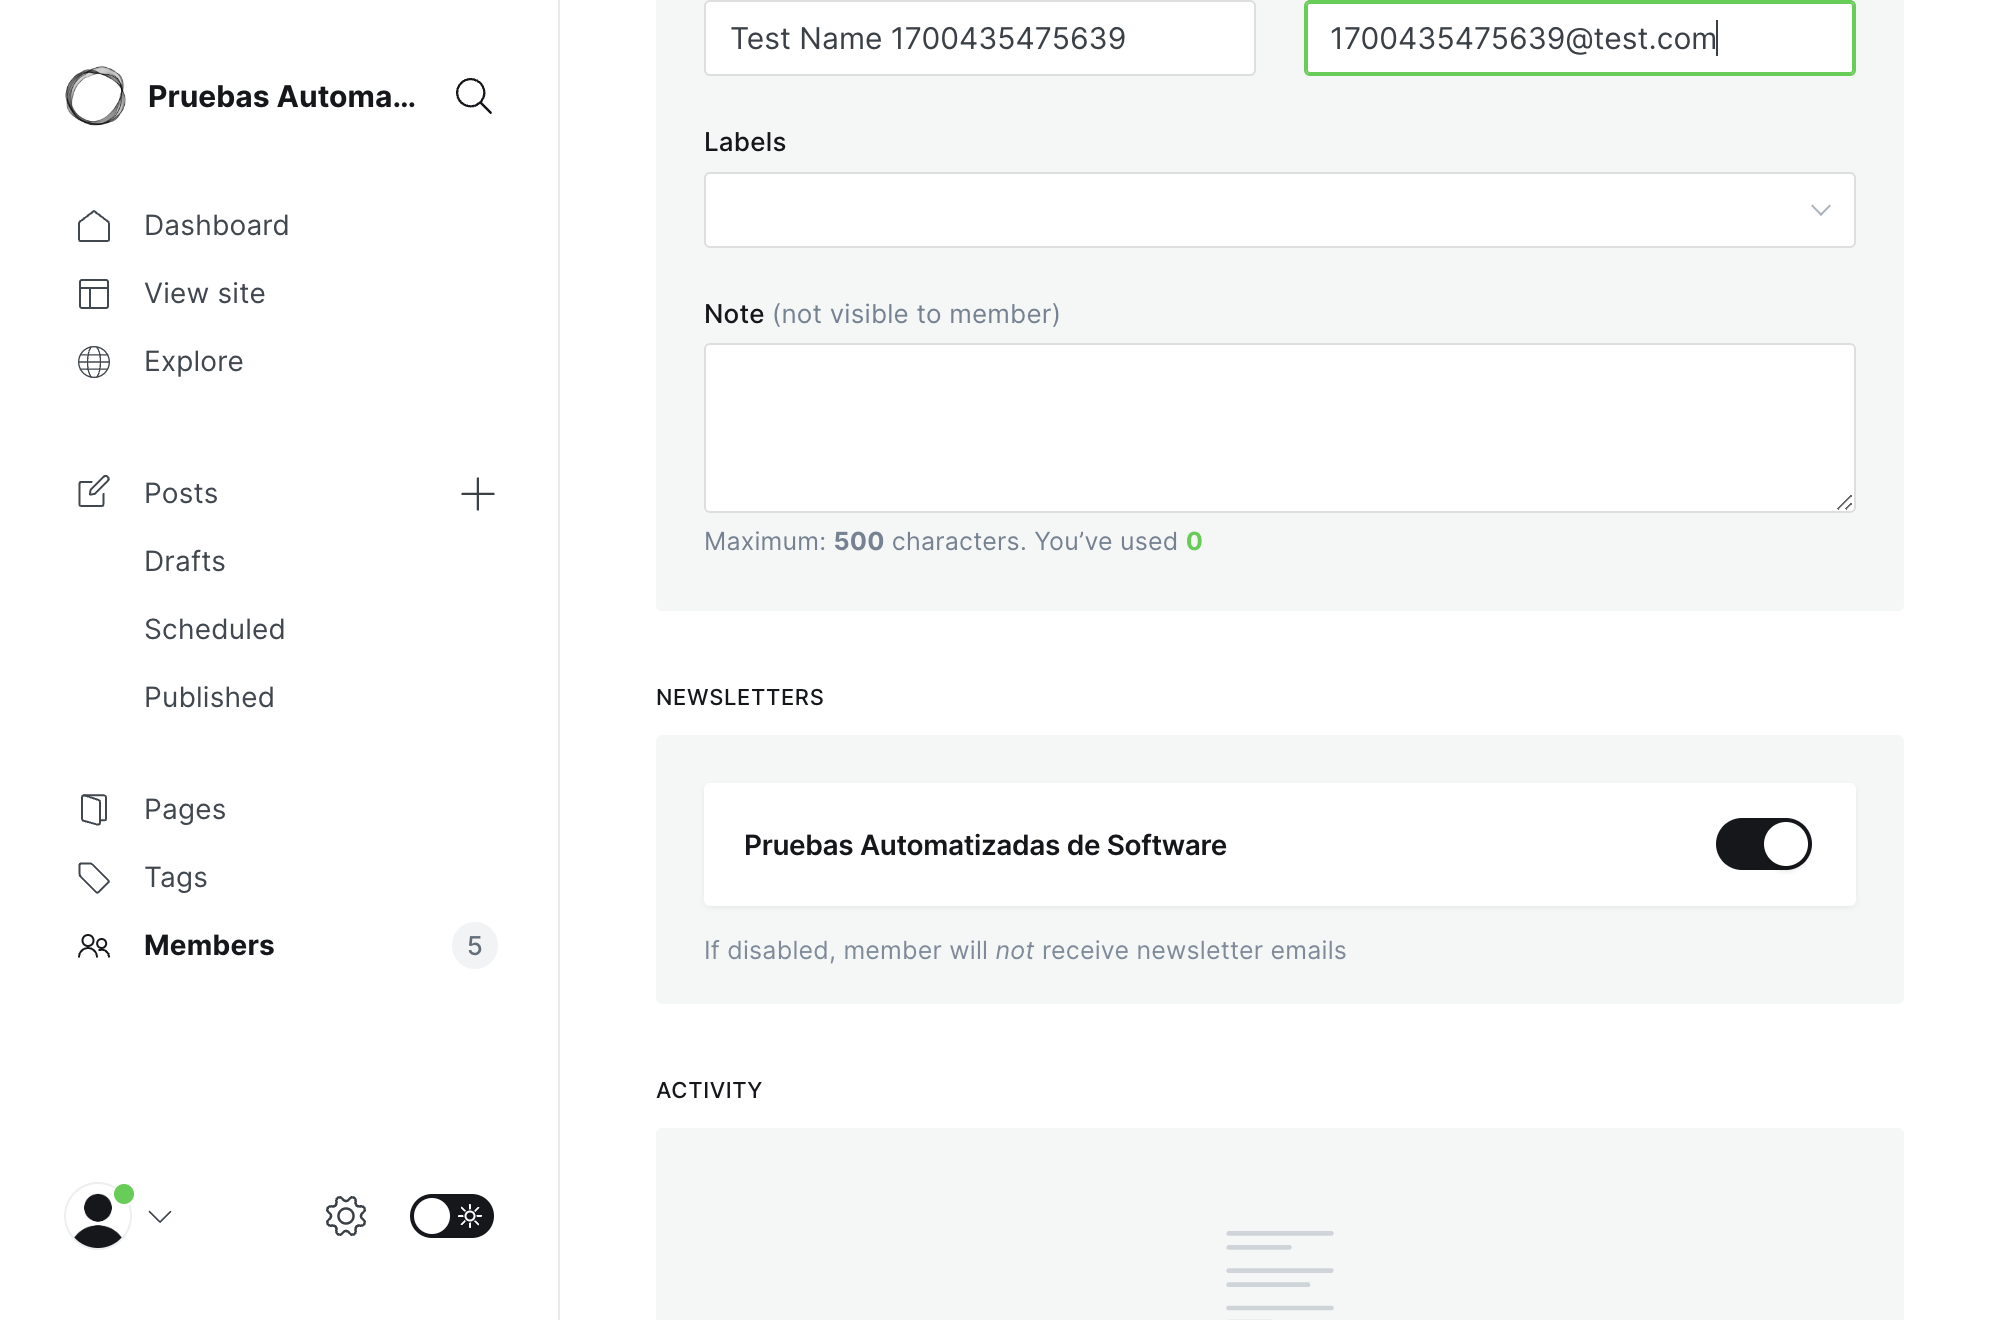 Pruebas Automa...
Dashboard
View site
Explore
Posts
Drafts
Scheduled
Published
Pages
Tags
Members
5
Test Name 1700435475639
1700435475639@test.com
Labels
Note (not visible to member)
Maximum: 500 characters. You’ve used 0
NEWSLETTERS
Pruebas Automatizadas de Software
If disabled, member will not receive newsletter emails
ACTIVITY